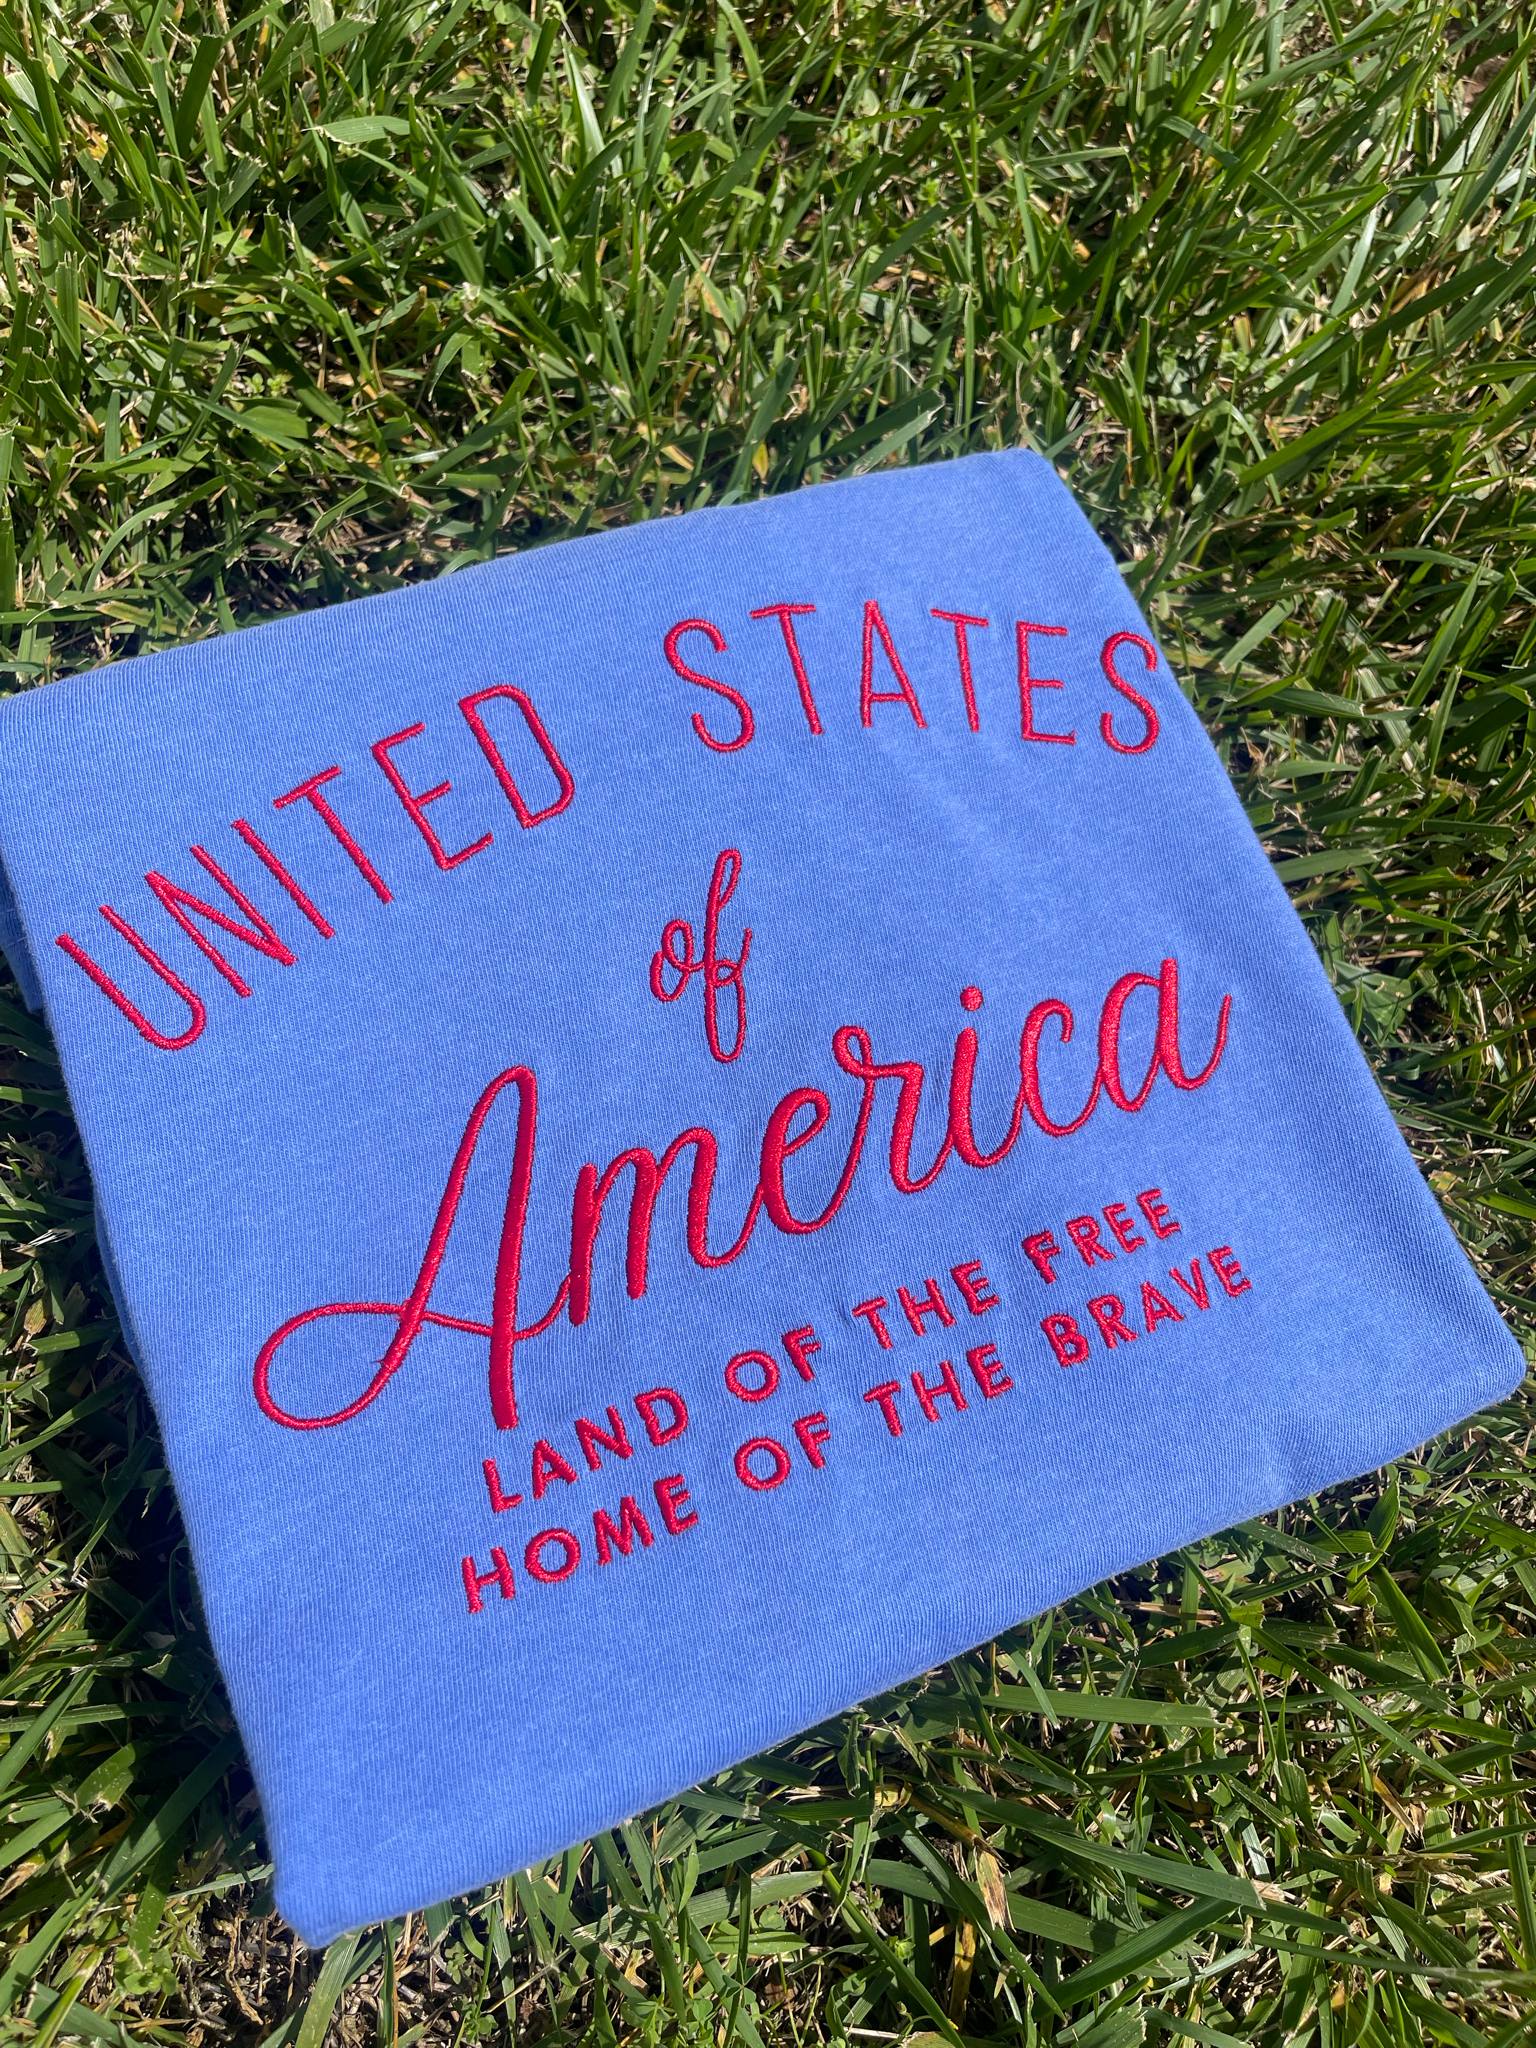 UNITED STATES
of
America
LAND OF THE FREE
HOME OF THE BRAVE